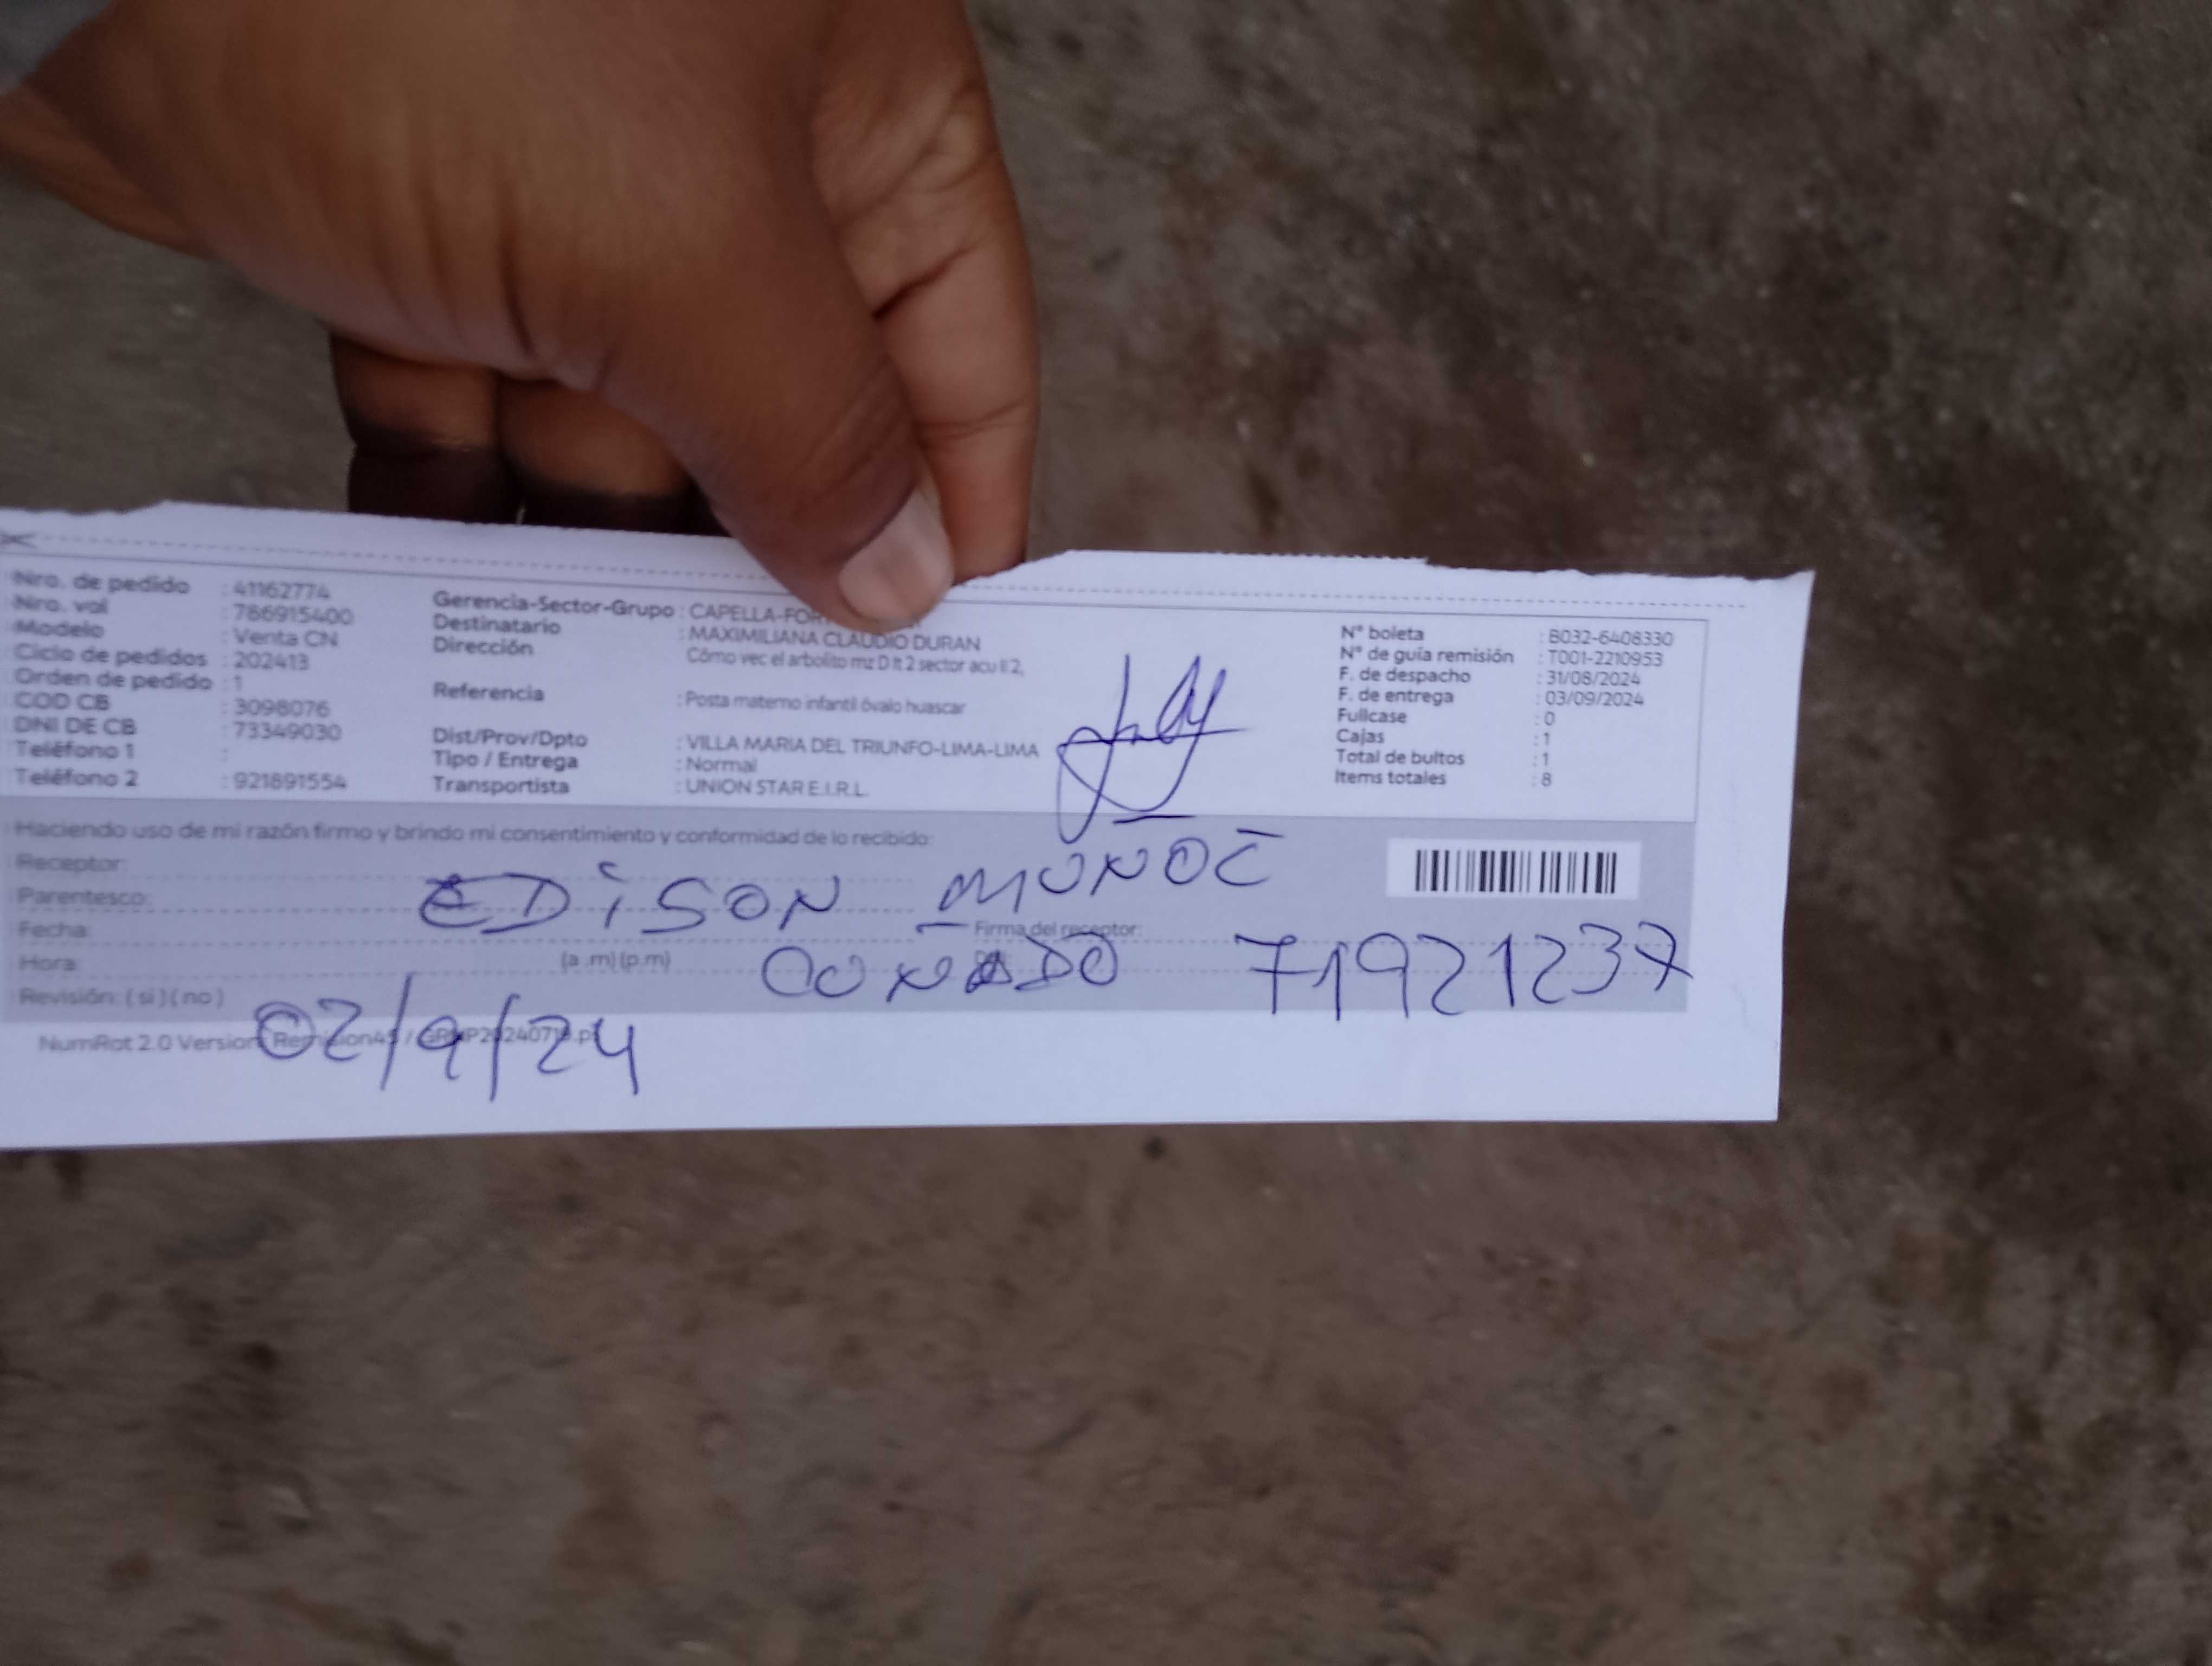 Nro. de pedido : 41162774
Nro. val : 786915400
Modelo : Venta CN
Ciclo de pedidos : 202413
Orden de pedido : 1
COD CB : 3098076
DNI DE CB : 73349030
Teléfono 1 :
Teléfono 2 : 921891554
Gerencia-Sector-Grupo : CAPELLA-FOR
Destinatario : MAXIMILIANA CLAUDIO DURAN
Dirección : Cómo vec el arbolito mz D lt 2 sector acu ll 2,
Referencia : Posta materno infantil óvalo huascar
Dist/Prov/Dpto : VILLA MARIA DEL TRIUNFO-LIMA-LIMA
Tipo / Entrega : Normal
Transportista : UNION STAR E.I.R.L.
N° boleta : B032-6408330
N° de guía remisión : T001-2210953
F. de despacho : 31/08/2024
F. de entrega : 03/09/2024
Fullcase : 0
Cajas : 1
Total de bultos : 1
Items totales : 8
Haciendo uso de mi razón firmo y brindo mi consentimiento y conformidad de lo recibido:
Receptor:
Parentesco:
EDISON MUNOZ
Fecha:
Firma del receptor:
Hora: (a .m) (p.m)
CUÑADO 71921237
Revisión: ( si ) ( no )
02/9/24
NumRot 2.0 Version